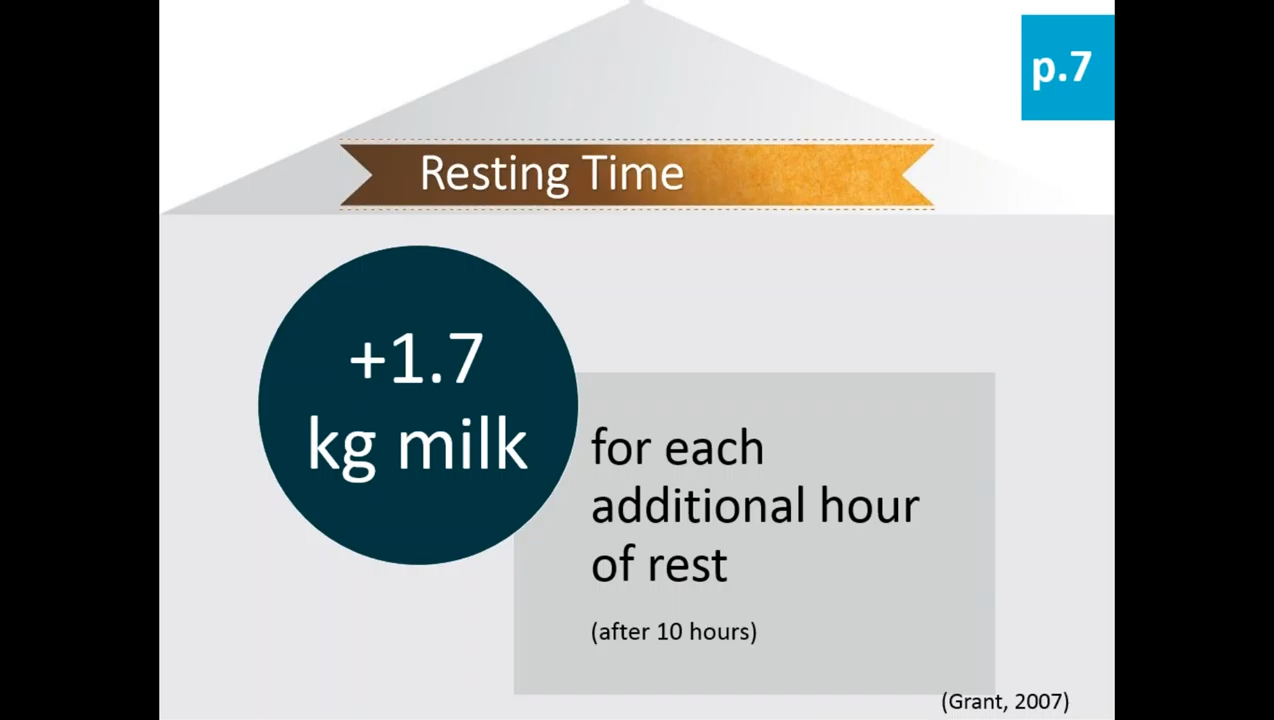 p.7
Resting Time
+1.7
kg milk
for each
additional hour
of rest
(after 10 hours)
(Grant, 2007)